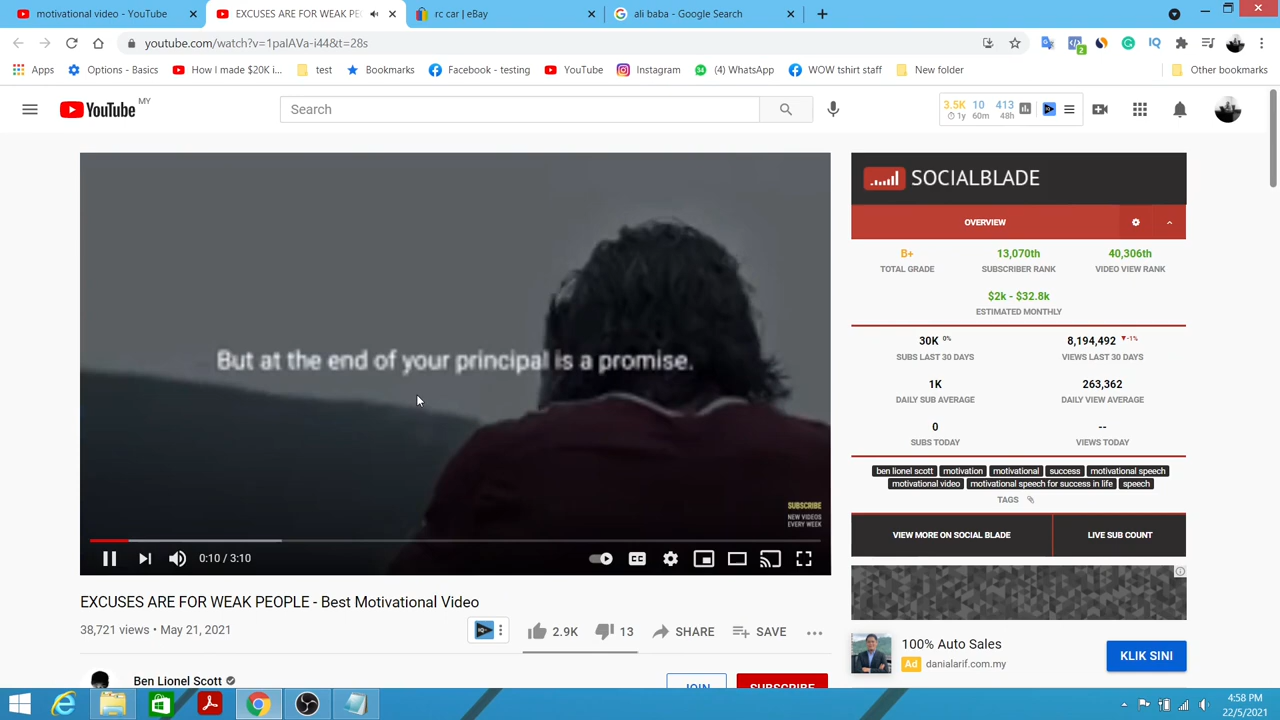 motivational video - YouTube
EXCUSES ARE FOR WEAK PE
rc car | eBay
ali baba - Google Search
youtube.com/watch?v=1palAVa-i44&t=28s
2
IQ
Apps
Options - Basics
How I made $20K i...
test
Bookmarks
Facebook - testing
YouTube
Instagram
34
(4) WhatsApp
WOW tshirt staff
New folder
Other bookmarks
YouTube MY
Search
3.5K 10 413
1y 60m 48h
SOCIALBLADE
OVERVIEW
B+ 13,070th 40,306th
TOTAL GRADE SUBSCRIBER RANK VIDEO VIEW RANK
$2k - $32.8k
ESTIMATED MONTHLY
30K 0% 8,194,492 -1%
SUBS LAST 30 DAYS VIEWS LAST 30 DAYS
1K 263,362
DAILY SUB AVERAGE DAILY VIEW AVERAGE
0 --
SUBS TODAY VIEWS TODAY
ben lionel scott motivation motivational success motivational speech
motivational video motivational speech for success in life speech
TAGS
VIEW MORE ON SOCIAL BLADE LIVE SUB COUNT
But at the end of your principal is a promise.
SUBSCRIBE
NEW VIDEOS
EVERY WEEK
0:10 / 3:10
CC
EXCUSES ARE FOR WEAK PEOPLE - Best Motivational Video
38,721 views • May 21, 2021
2.9K 13 SHARE SAVE
Ben Lionel Scott
JOIN SUBSCRIBE
100% Auto Sales
Ad danialarif.com.my
KLIK SINI
4:58 PM
22/5/2021